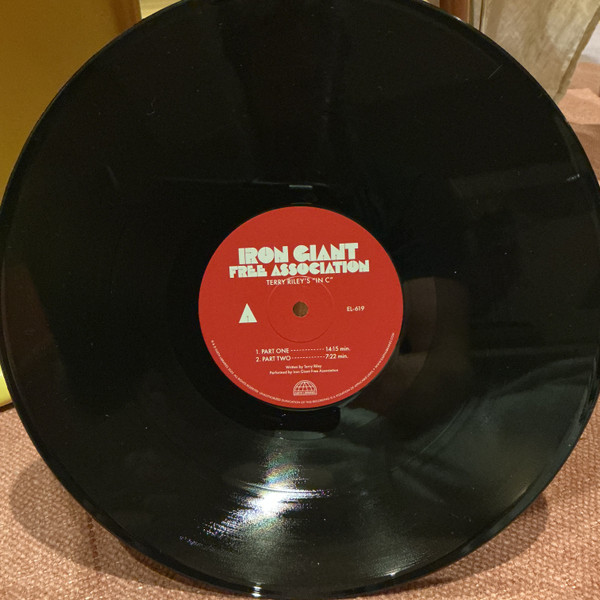 IRON GIANT
FREE ASSOCIATION
TERRY RILEY'S "IN C"
1
EL-619
1. PART ONE ------------ 14:15 min.
2. PART TWO ------------ 7:22 min.
Written by Terry Riley
Performed by Iron Giant Free Association